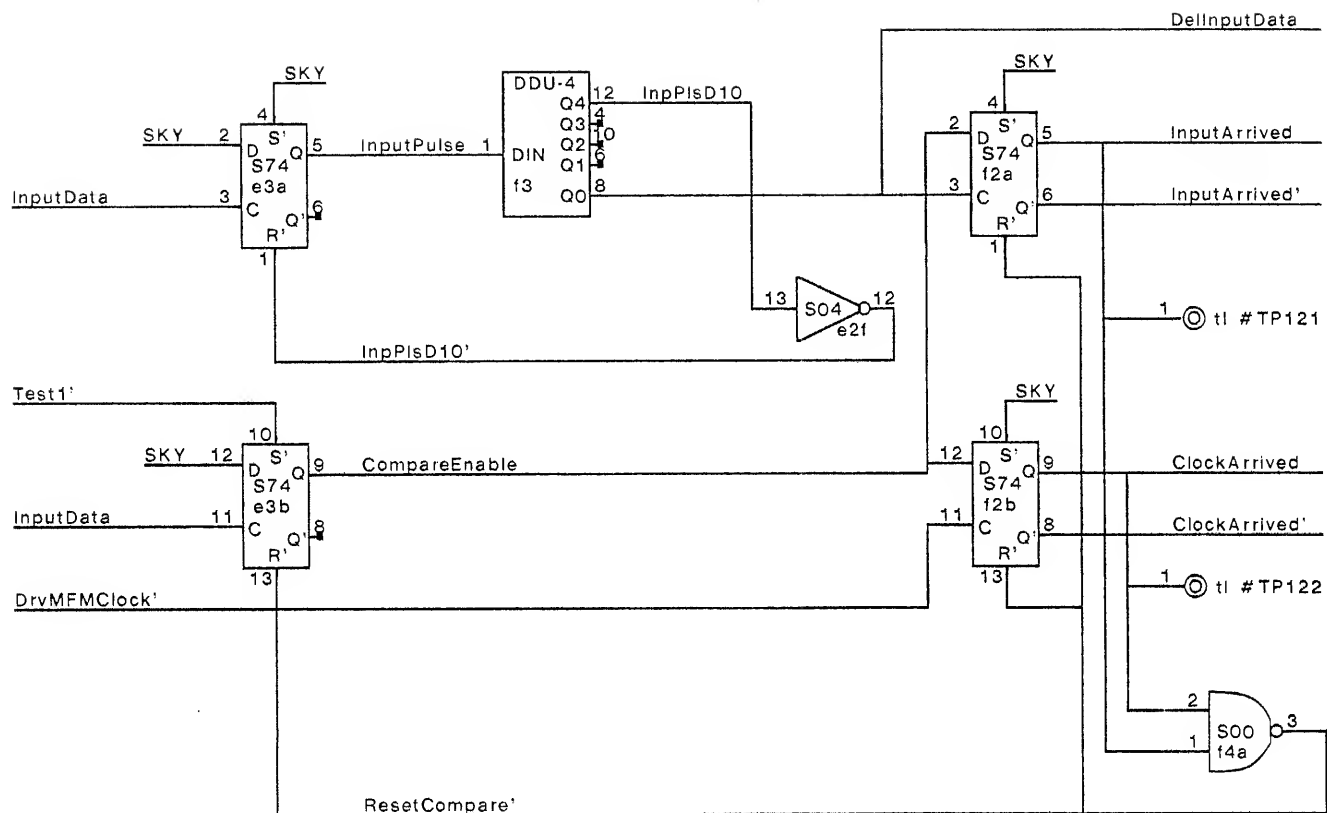 DelInputData
SKY
4
SKY 2 D S' Q 5
S74
e3a
InputData 3 C Q' 6
R'
1
InputPulse 1
DDU-4
Q4 12 InpPlsD10
Q3 4
Q2 10
DIN Q1 6
f3
Q0 8
SKY
4
2 D S' Q 5 InputArrived
S74
f2a
3 C Q' 6 InputArrived'
R'
1
13 S04 12
e2f
1 tl #TP121
InpPlsD10'
Test1'
10
SKY 12 D S' Q 9 CompareEnable
S74
e3b
InputData 11 C Q' 8
R'
13
DrvMFMClock'
SKY
10
12 D S' Q 9 ClockArrived
S74
f2b
11 C Q' 8 ClockArrived'
R'
13
1 tl #TP122
2
S00 3
1 f4a
ResetCompare'